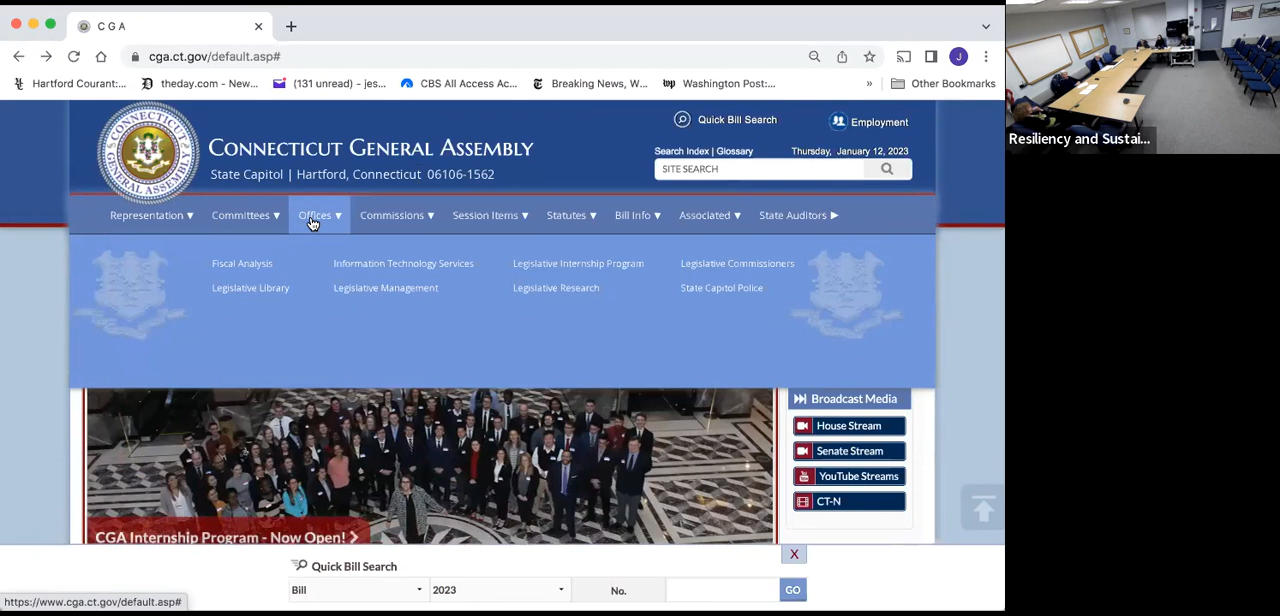 C G A
cga.ct.gov/default.asp#
J
Hartford Courant:...
theday.com - New...
(131 unread) - jes...
CBS All Access Ac...
Breaking News, W...
Washington Post:...
»
Other Bookmarks
Resiliency and Sustai...
CONNECTICUT GENERAL ASSEMBLY
State Capitol | Hartford, Connecticut 06106-1562
Quick Bill Search
Employment
Search Index | Glossary
Thursday, January 12, 2023
SITE SEARCH
Representation ▼
Committees ▼
Offices ▼
Commissions ▼
Session Items ▼
Statutes ▼
Bill Info ▼
Associated ▼
State Auditors ▶
Fiscal Analysis
Information Technology Services
Legislative Internship Program
Legislative Commissioners
Legislative Library
Legislative Management
Legislative Research
State Capitol Police
Broadcast Media
House Stream
Senate Stream
YouTube Streams
CT-N
CGA Internship Program - Now Open!
Quick Bill Search
X
Bill
2023
No.
GO
https://www.cga.ct.gov/default.asp#